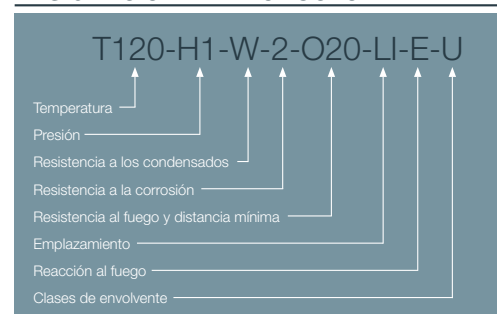 T120-H1-W-2-O20-LI-E-U
Temperatura
Presión
Resistencia a los condensados
Resistencia a la corrosión
Resistencia al fuego y distancia mínima
Emplazamiento
Reacción al fuego
Clases de envolvente